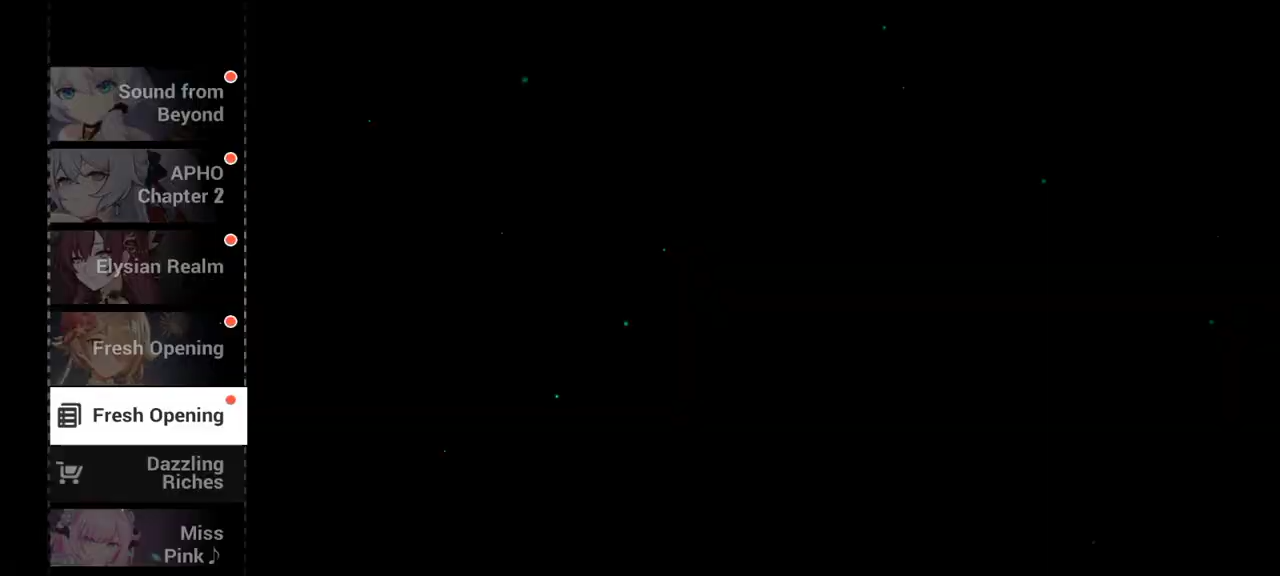 Sound from
Beyond
APHO
Chapter 2
Elysian Realm
Fresh Opening
Fresh Opening
Dazzling
Riches
Miss
Pink♪